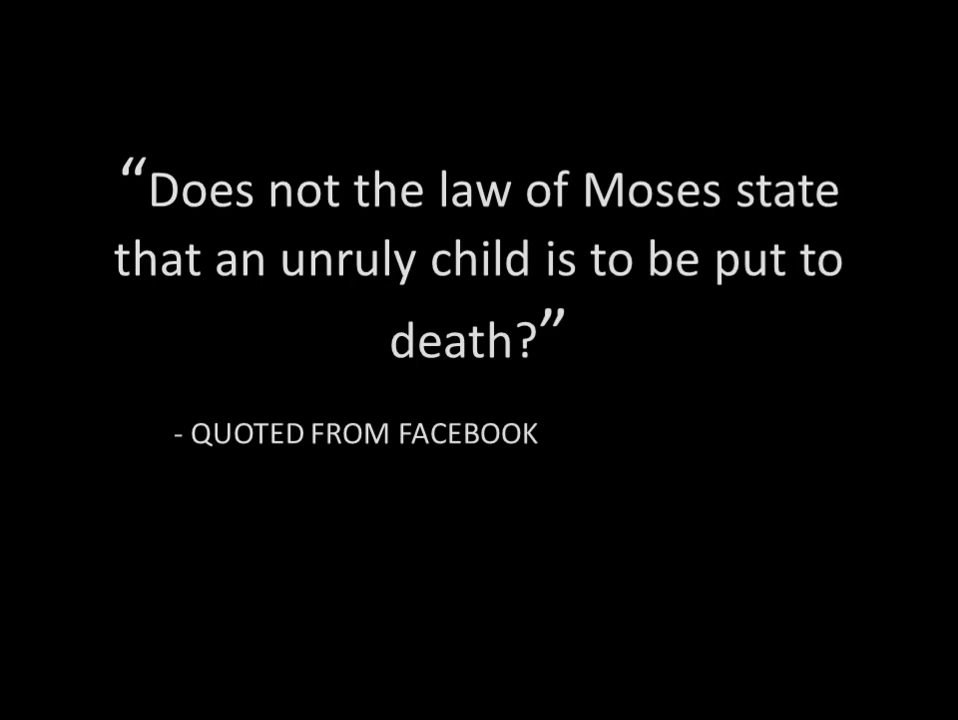 “Does not the law of Moses state
that an unruly child is to be put to
death?”
- QUOTED FROM FACEBOOK